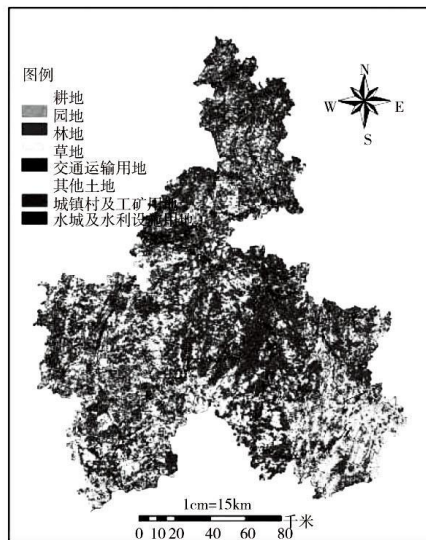 图例
耕地
园地
林地
草地
交通运输用地
其他土地
城镇村及工矿用地
水城及水利设施用地
N
W E
S
1cm=15km
千米
0 10 20 40 60 80